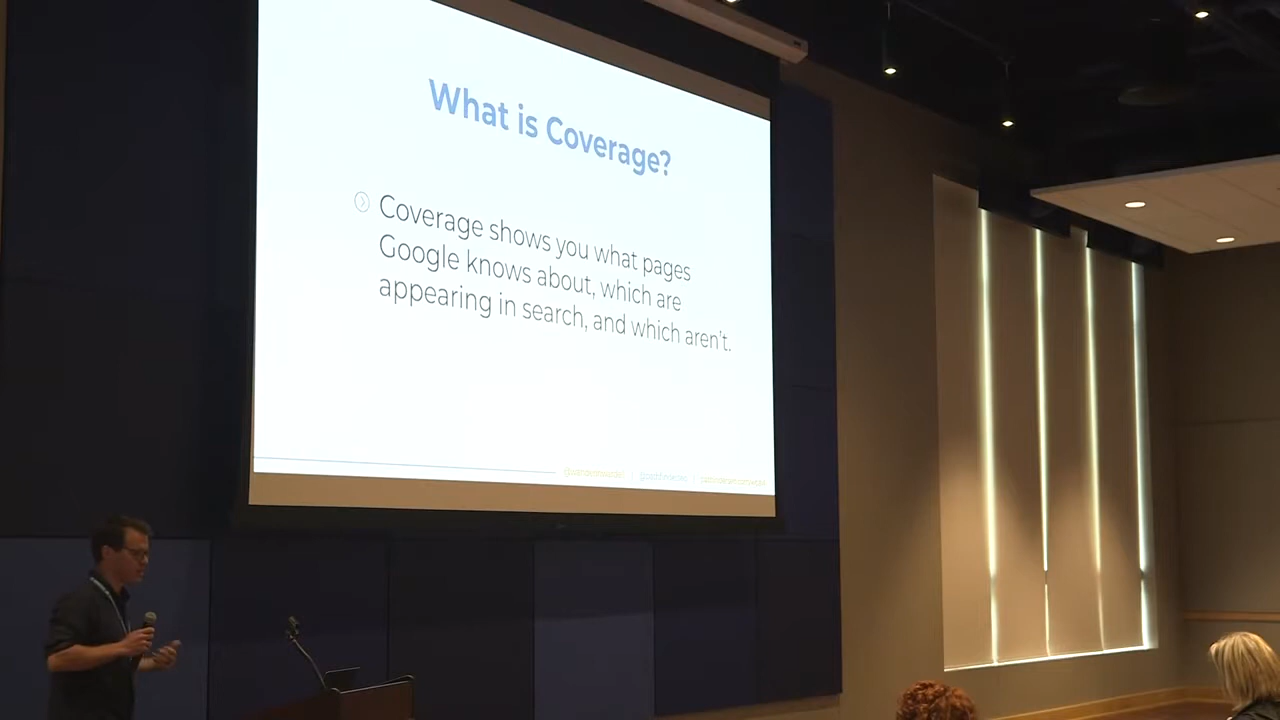 What is Coverage?
Coverage shows you what pages
Google knows about, which are
appearing in search, and which aren't.